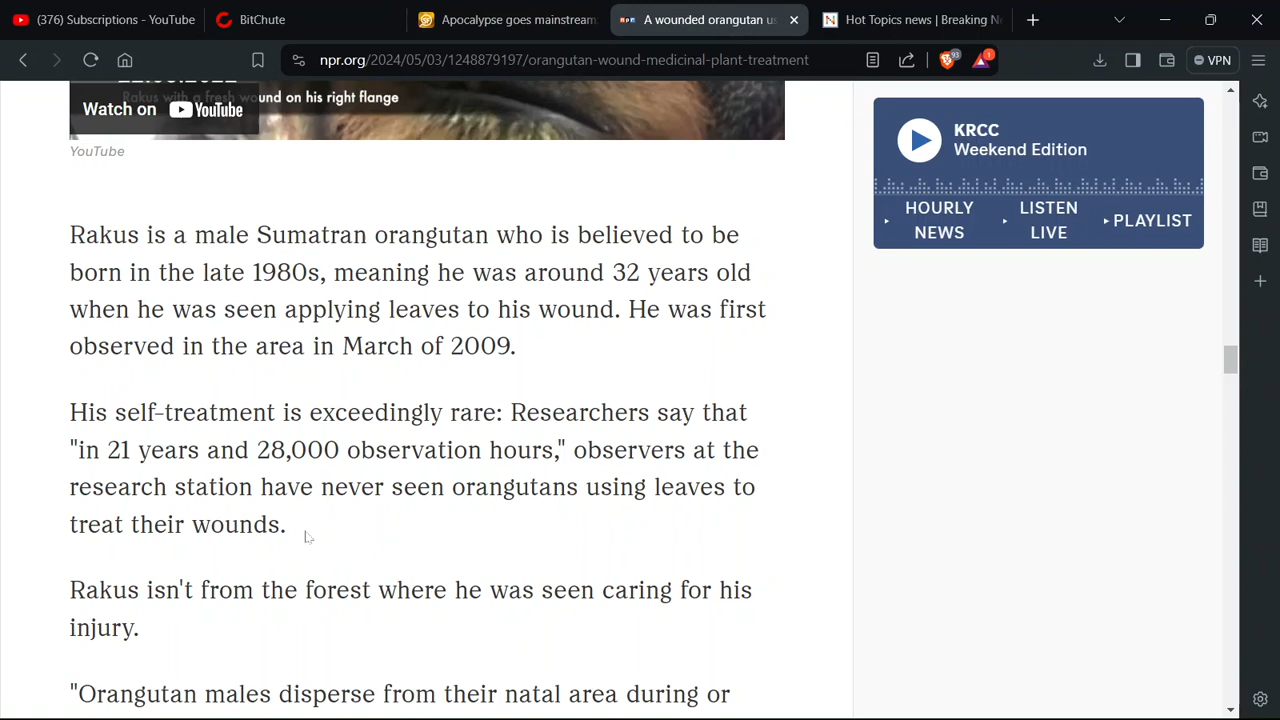 (376) Subscriptions - YouTube
BitChute
Apocalypse goes mainstream
A wounded orangutan us
Hot Topics news | Breaking Ne
npr.org/2024/05/03/1248879197/orangutan-wound-medicinal-plant-treatment
93
1
VPN
Rakus with a fresh wound on his right flange
Watch on YouTube
YouTube
Rakus is a male Sumatran orangutan who is believed to be
born in the late 1980s, meaning he was around 32 years old
when he was seen applying leaves to his wound. He was first
observed in the area in March of 2009.
His self-treatment is exceedingly rare: Researchers say that
"in 21 years and 28,000 observation hours," observers at the
research station have never seen orangutans using leaves to
treat their wounds.
Rakus isn't from the forest where he was seen caring for his
injury.
"Orangutan males disperse from their natal area during or
KRCC
Weekend Edition
HOURLY
NEWS
LISTEN
LIVE
PLAYLIST